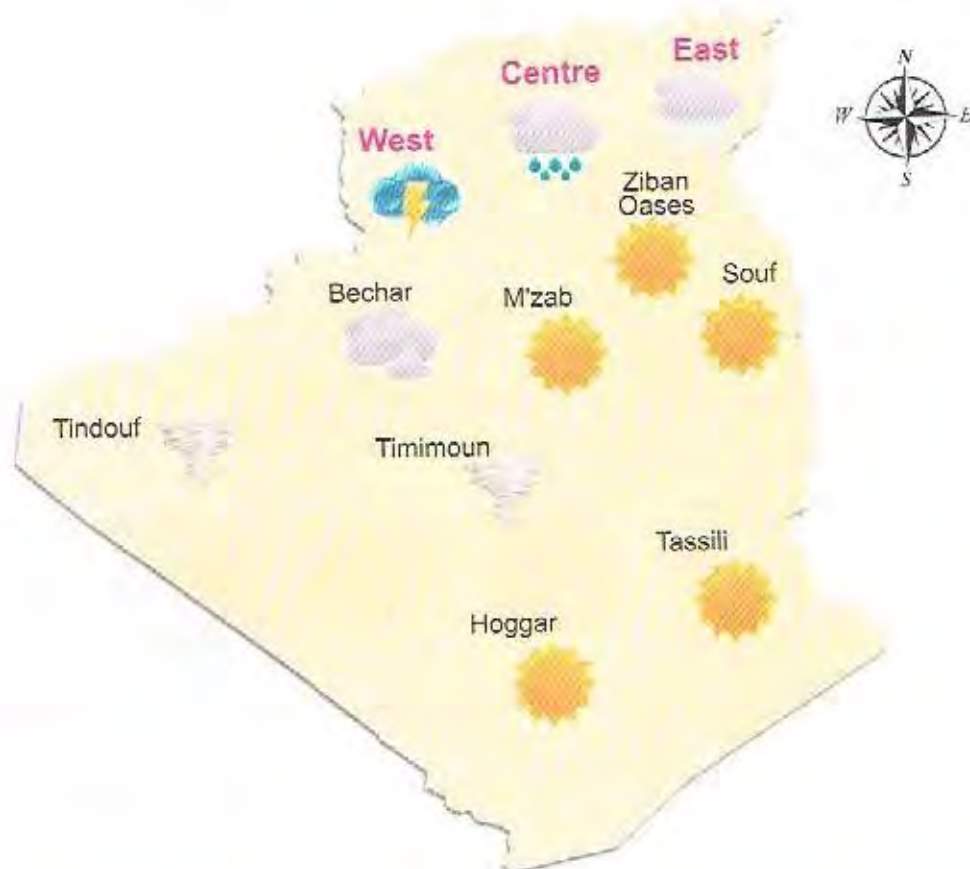 East
Centre
West
N
W
E
S
Ziban
Oases
Souf
Bechar
M'zab
Tindouf
Timimoun
Tassili
Hoggar